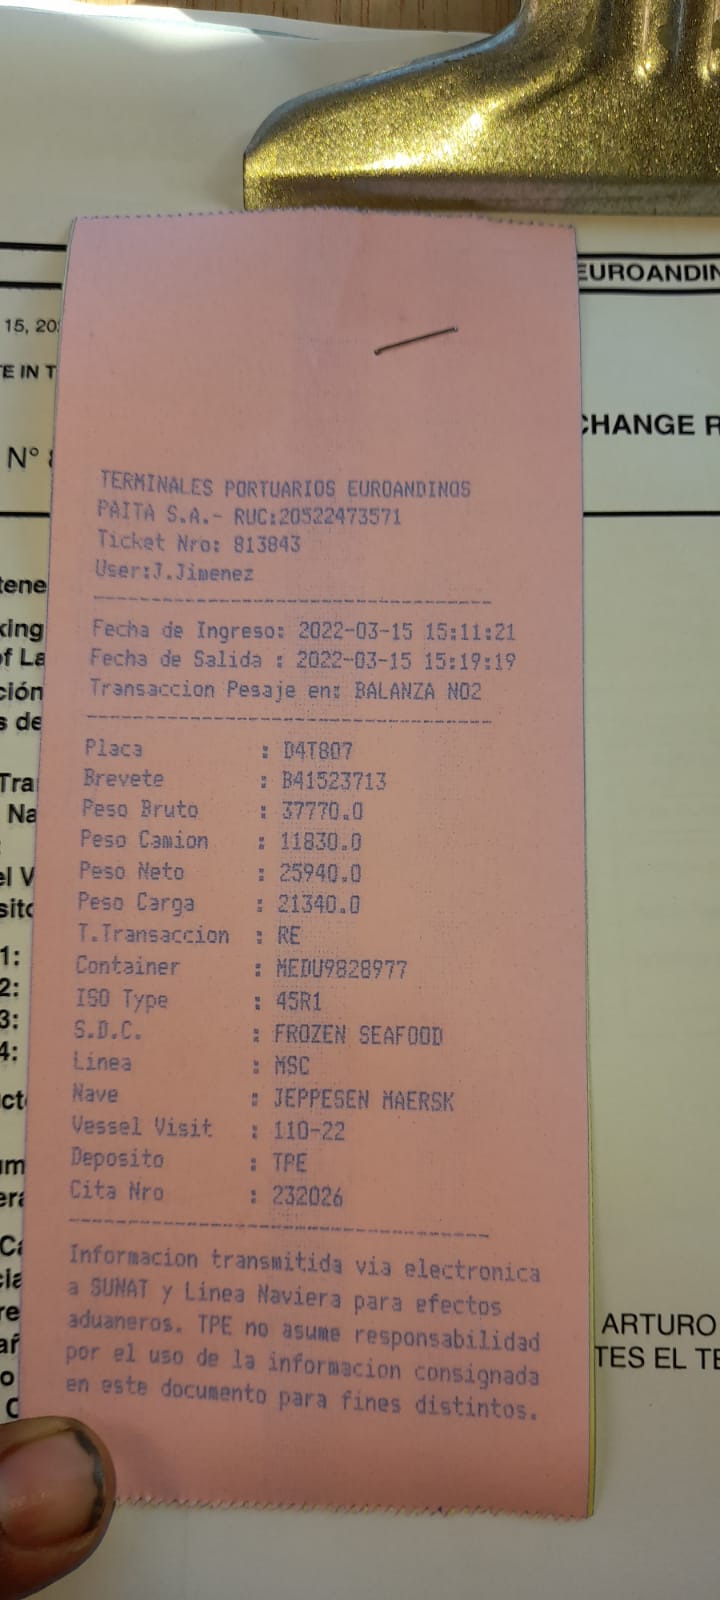 EUROANDIN
15, 20
E IN T
CHANGE R
N°
TERMINALES PORTUARIOS EUROANDINOS
PAITA S.A.- RUC:20522473571
Ticket Nro: 813843
User:J.Jimenez
Fecha de Ingreso: 2022-03-15 15:11:21
Fecha de Salida : 2022-03-15 15:19:19
Transaccion Pesaje en: BALANZA NO2
Placa : D4T807
Brevete : B41523713
Peso Bruto : 37770.0
Peso Camion : 11830.0
Peso Neto : 25940.0
Peso Carga : 21340.0
T.Transaccion : RE
Container : MEDU9828977
ISO Type : 45R1
S.D.C. : FROZEN SEAFOOD
Linea : MSC
Nave : JEPPESEN MAERSK
Vessel Visit : 110-22
Deposito : TPE
Cita Nro : 232026
Informacion transmitida via electronica
a SUNAT y Linea Naviera para efectos
aduaneros. TPE no asume responsabilidad
por el uso de la informacion consignada
en este documento para fines distintos.
ARTURO
TES EL TE